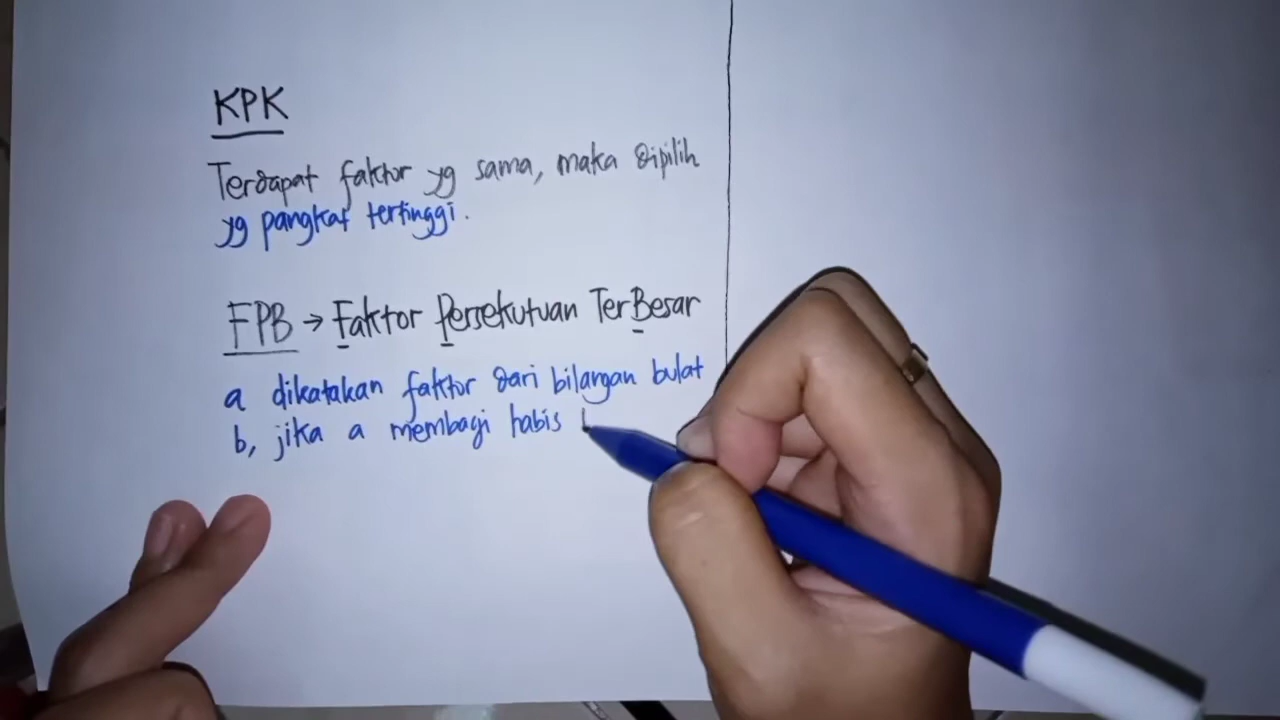 KPK
Terdapat faktor yg sama, maka dipilih
yg pangkat tertinggi.
FPB → Faktor Persekutuan TerBesar
a dikatakan faktor dari bilangan bulat
b, jika a membagi habis